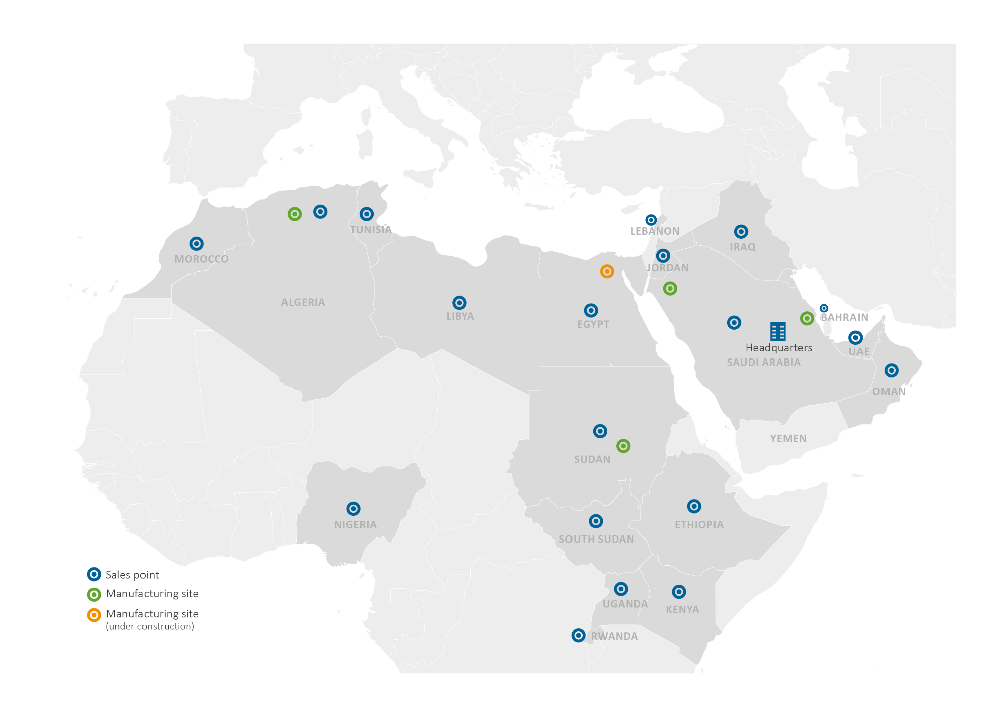 TUNISIA
LEBANON
IRAQ
MOROCCO
JORDAN
ALGERIA
LIBYA
EGYPT
BAHRAIN
Headquarters
UAE
SAUDI ARABIA
OMAN
YEMEN
SUDAN
NIGERIA
ETHIOPIA
SOUTH SUDAN
Sales point
Manufacturing site
Manufacturing site
(under construction)
UGANDA
KENYA
RWANDA